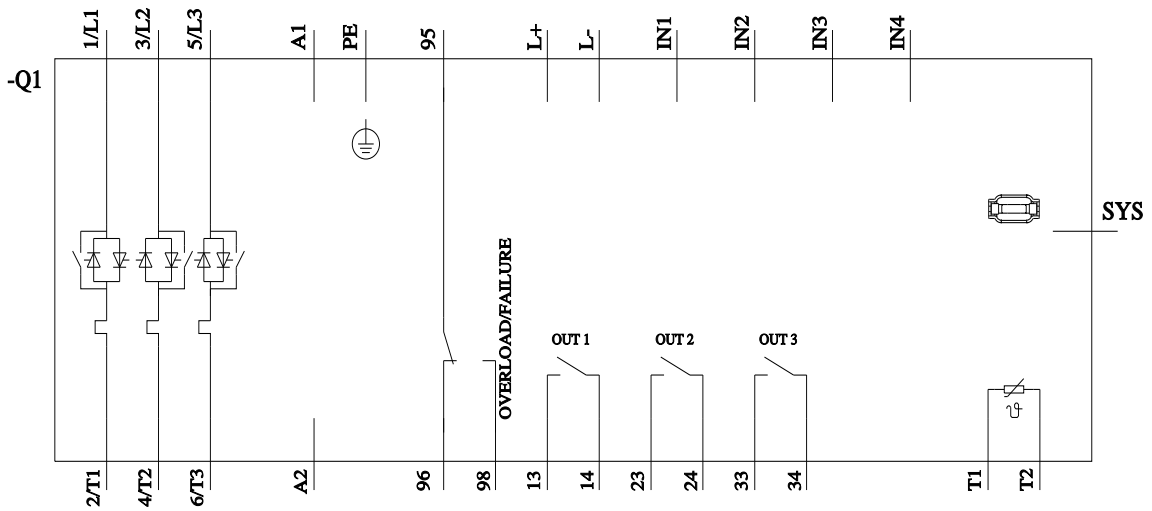 1/L1
3/L2
5/L3
A1
PE
95
L+
L-
IN1
IN2
IN3
IN4
-Q1
SYS
OVERLOAD/FAILURE
OUT 1
OUT 2
OUT 3
ϑ
2/T1
4/T2
6/T3
A2
96
98
13
14
23
24
33
34
T1
T2